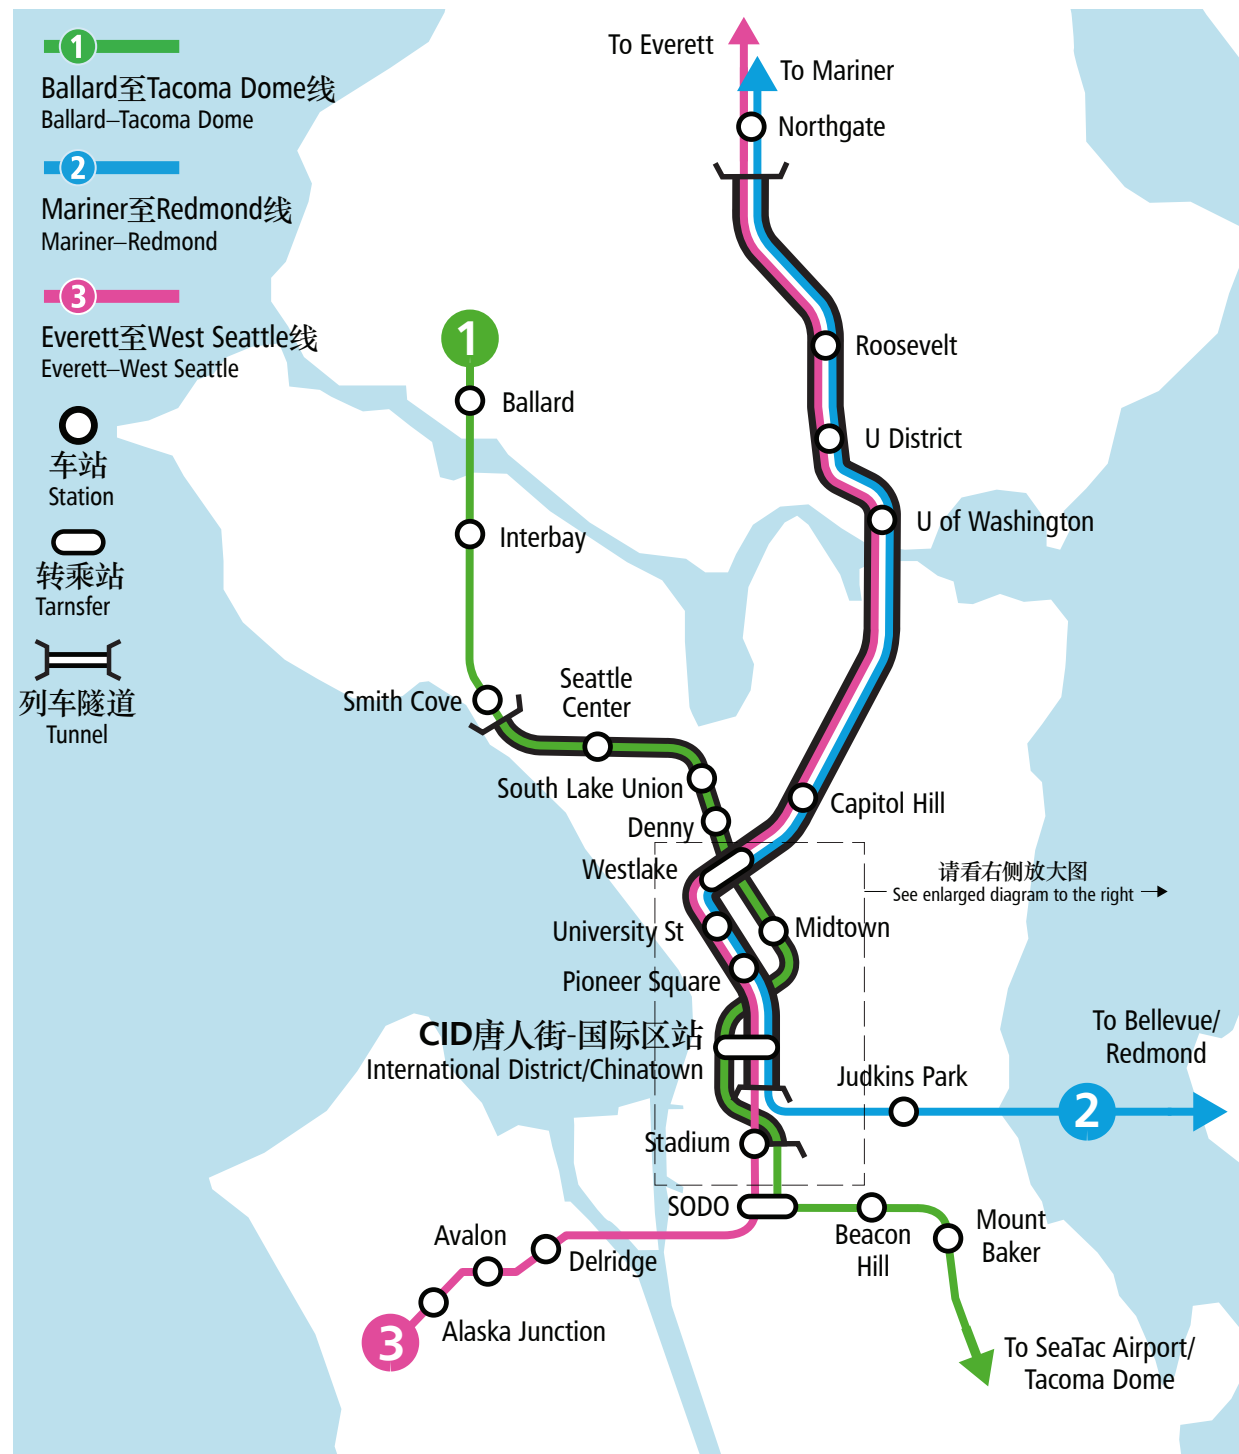 1
Ballard至Tacoma Dome线
Ballard–Tacoma Dome
2
Mariner至Redmond线
Mariner–Redmond
3
Everett至West Seattle线
Everett–West Seattle
车站
Station
转乘站
Tarnsfer
列车隧道
Tunnel
To Everett
To Mariner
Northgate
Roosevelt
1
Ballard
U District
U of Washington
Interbay
Seattle
Center
Smith Cove
South Lake Union
Capitol Hill
Denny
Westlake
请看右侧放大图
See enlarged diagram to the right
University St
Midtown
Pioneer Square
CID唐人街-国际区站
International District/Chinatown
To Bellevue/
Redmond
Judkins Park
2
Stadium
SODO
Beacon
Hill
Mount
Baker
Avalon
Delridge
Alaska Junction
3
To SeaTac Airport/
Tacoma Dome